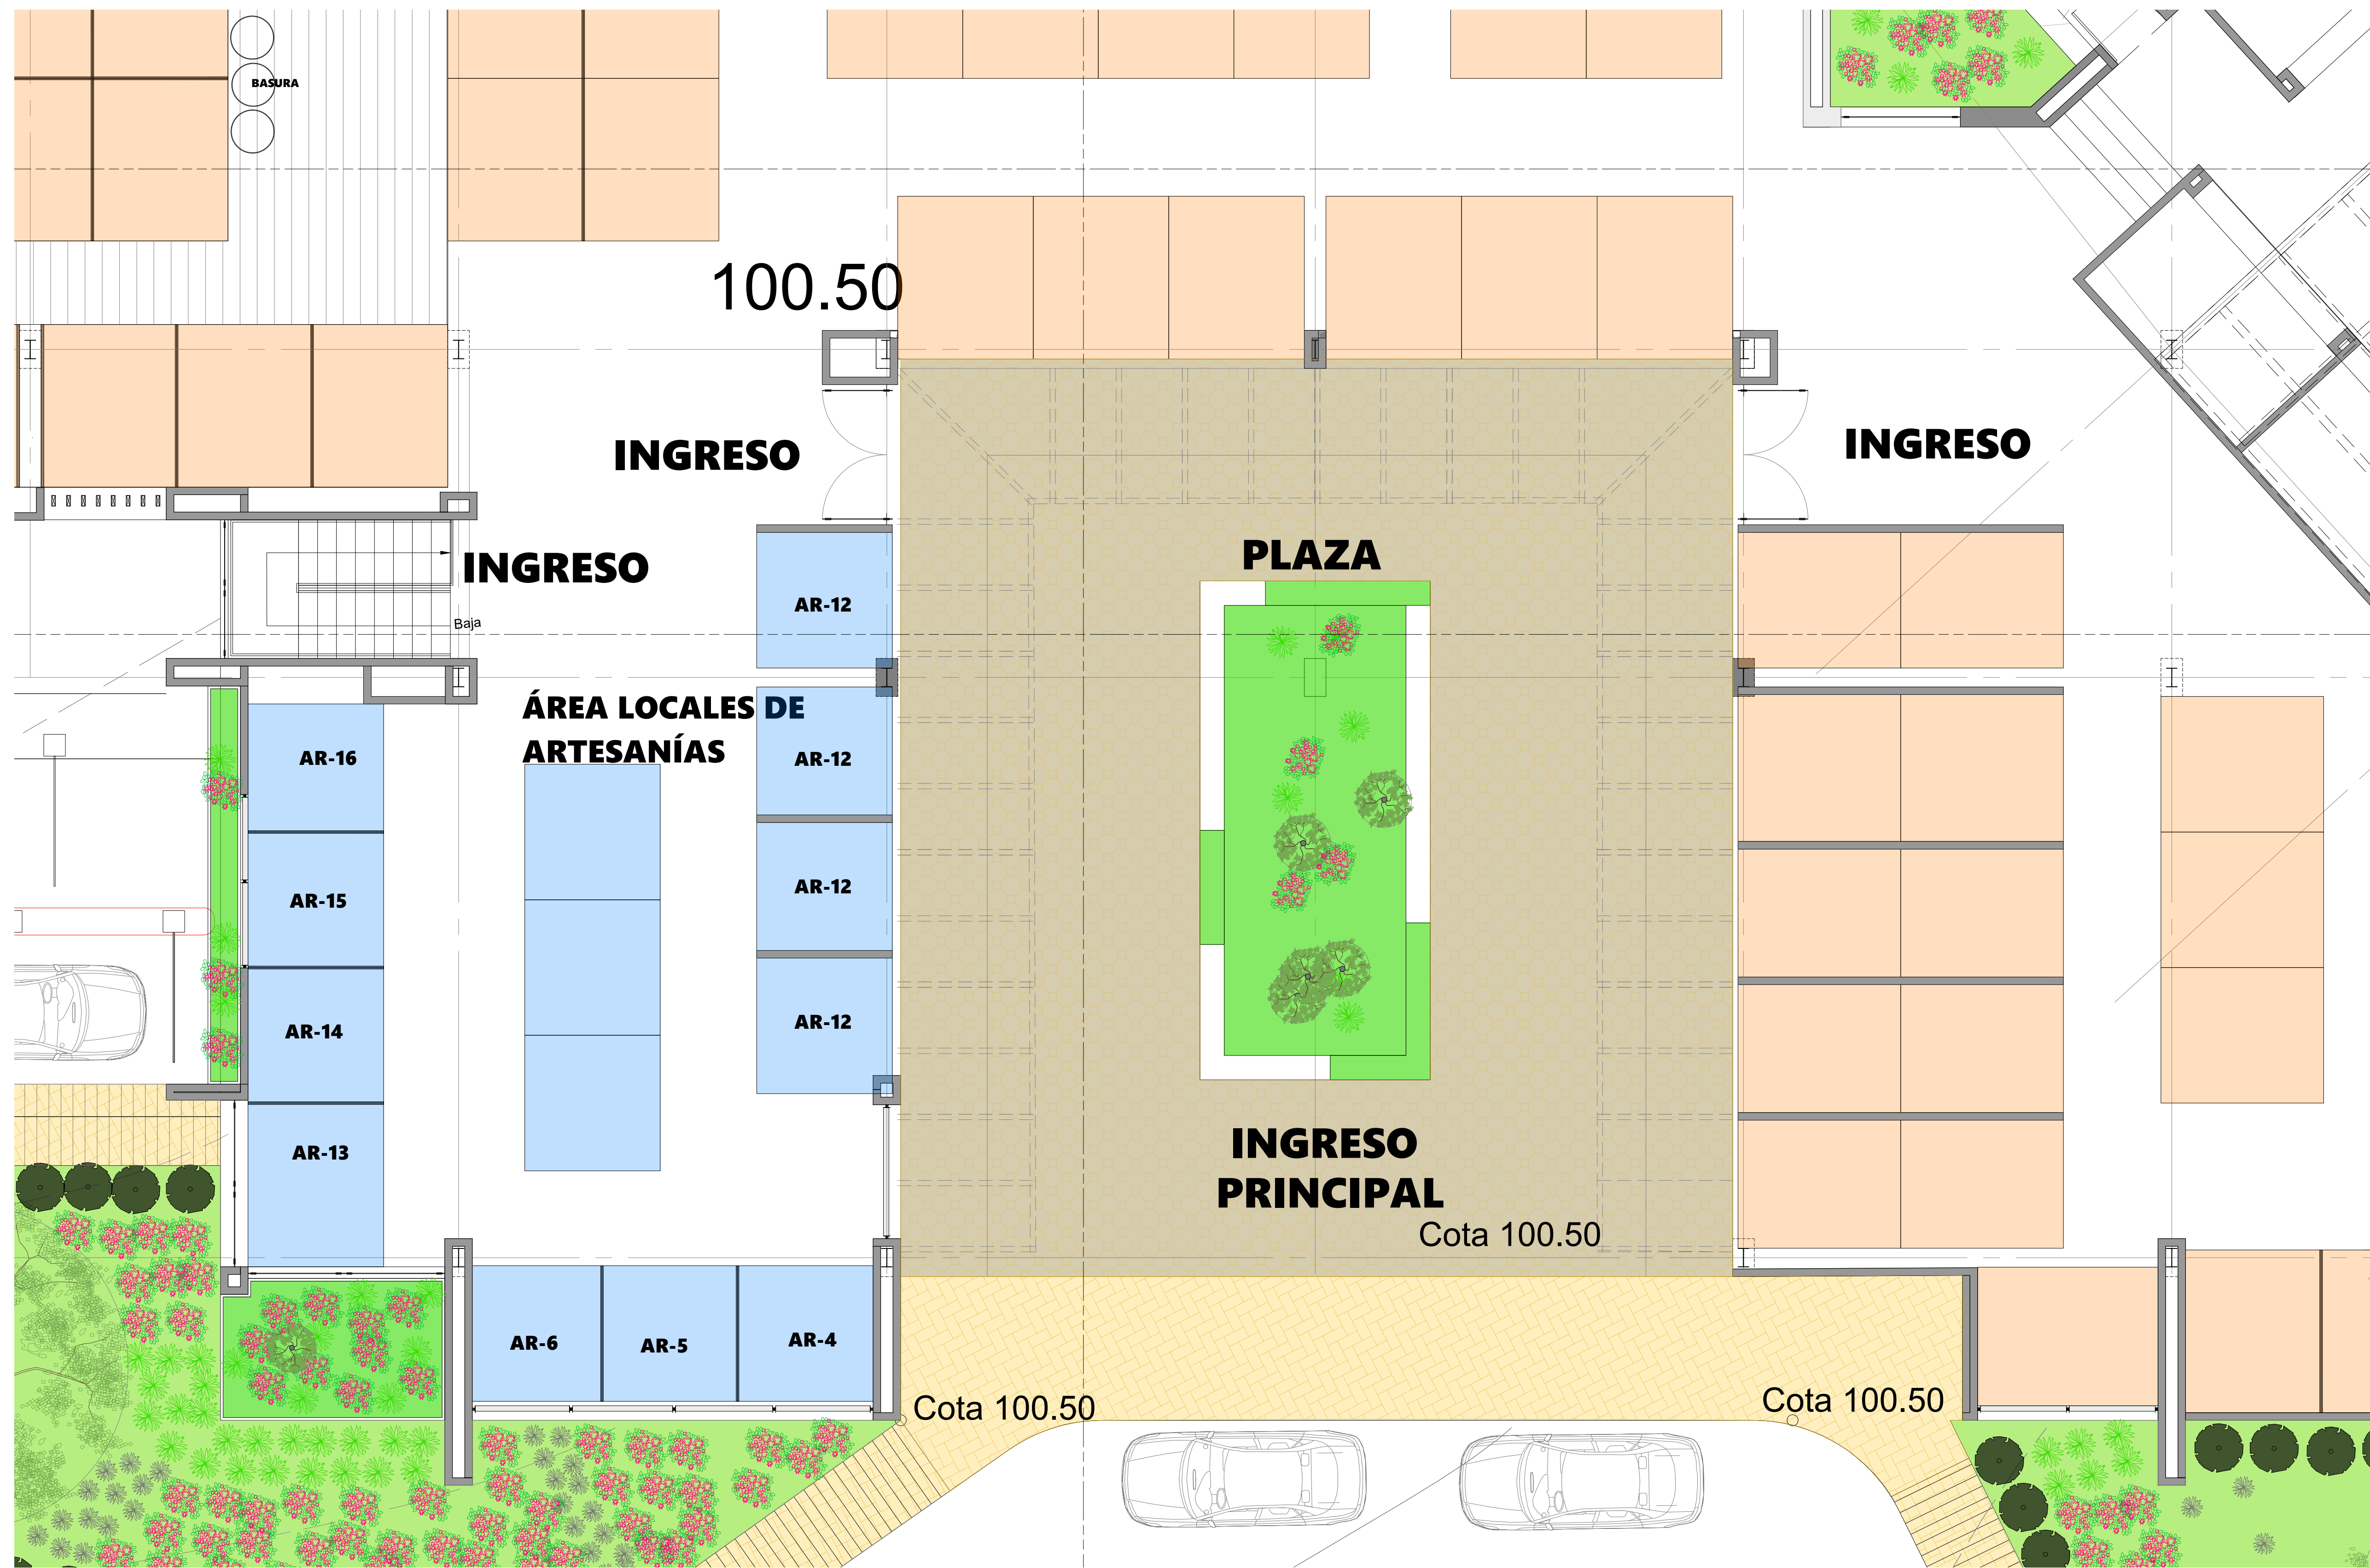 BASURA
100.50
INGRESO
INGRESO
INGRESO
PLAZA
Baja
AR-12
ÁREA LOCALES DE
ARTESANÍAS
AR-16
AR-12
AR-15
AR-12
AR-14
AR-12
AR-13
INGRESO
PRINCIPAL
Cota 100.50
AR-6
AR-5
AR-4
Cota 100.50
Cota 100.50